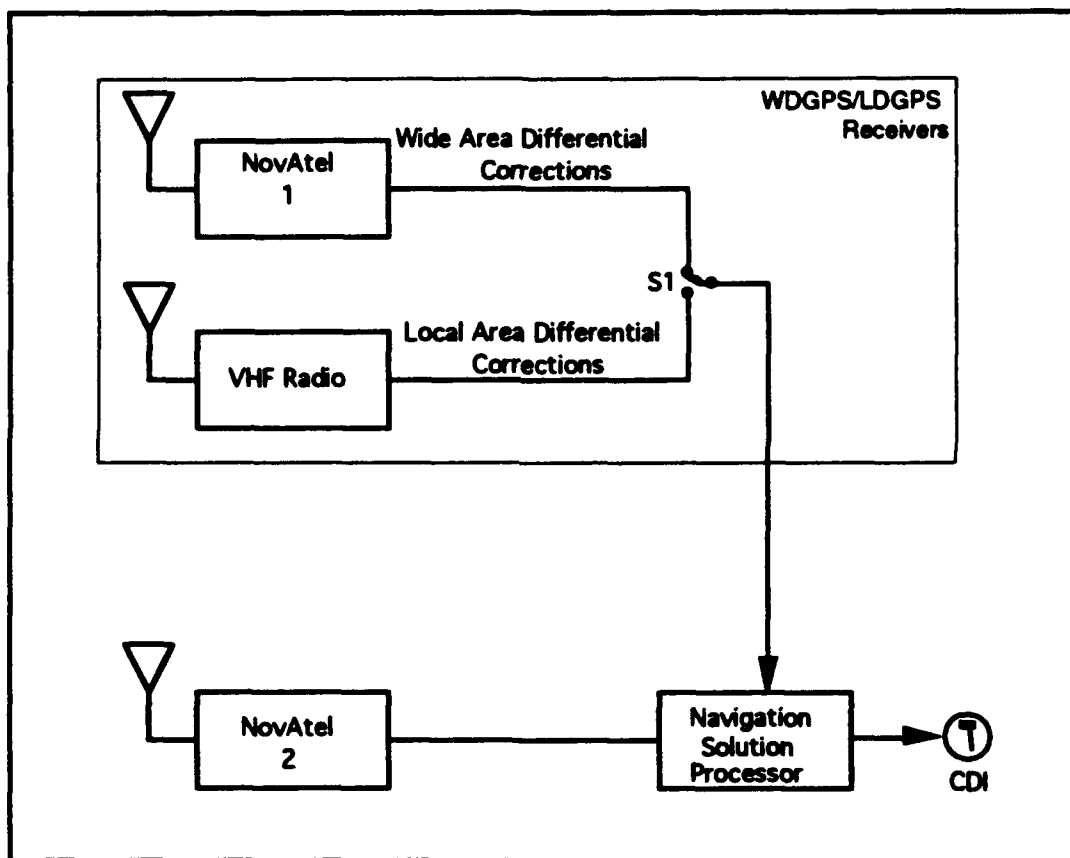 WDGPS/LDGPS
Receivers
NovAtel
1
Wide Area Differential
Corrections
S1
VHF Radio
Local Area Differential
Corrections
NovAtel
2
Navigation
Solution
Processor
CDI